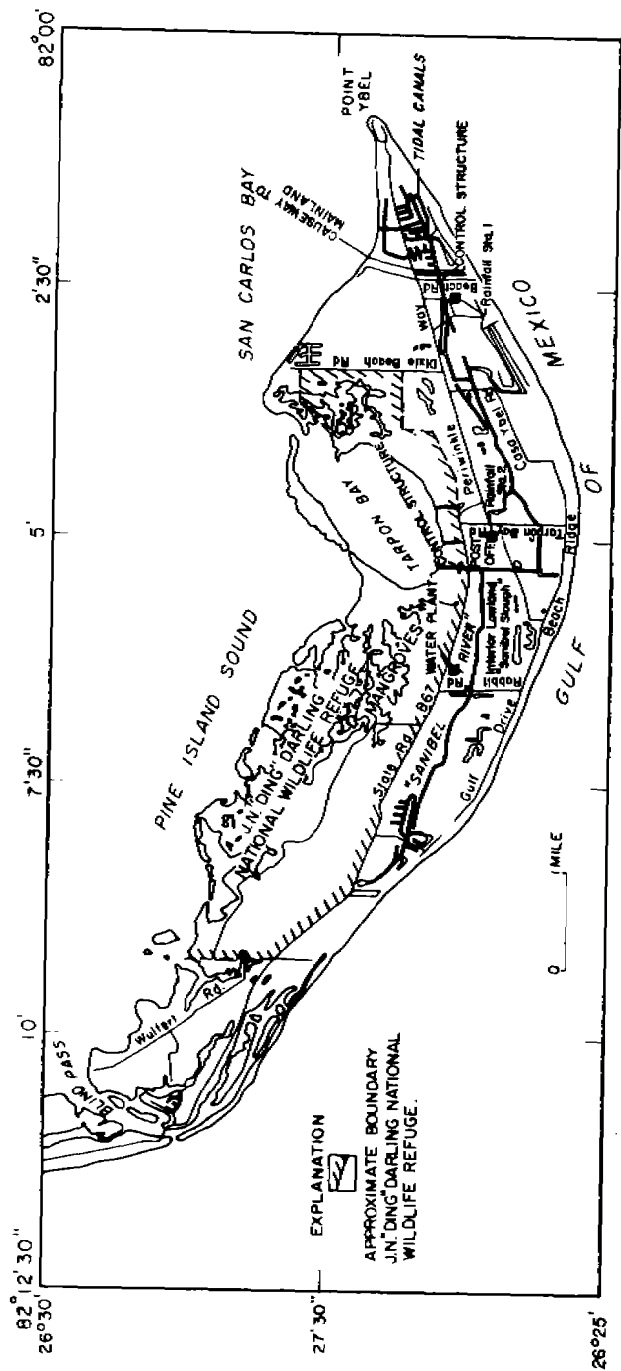 82°12'30"
10'
7'30"
5'
2'30"
82°00'
26°30'
27'30"
26°25'
BLIND PASS
Wulfert Rd.
PINE ISLAND SOUND
J.N."DING" DARLING
NATIONAL WILDLIFE REFUGE
MANGROVES
TARPON BAY
SAN CARLOS BAY
CAUSEWAY TO
MAINLAND
POINT
YBEL
TIDAL CANALS
CONTROL STRUCTURE
Beach Rd
Rainfall Sta. 1
Dixie Beach Rd
Periwinkle Way
Casa Ybel Rd
CONTROL STRUCTURE
Rainfall
Sta. 2
POST
OFF.
Tarpon Bay Rd
WATER PLANT
State Rd 867
"SANIBEL RIVER"
Interior Lowland
"Sanibel Slough"
Rabbit Rd
Gulf Drive
Beach Ridge
GULF OF MEXICO
0 1 MILE
EXPLANATION
APPROXIMATE BOUNDARY
J.N."DING" DARLING NATIONAL
WILDLIFE REFUGE.